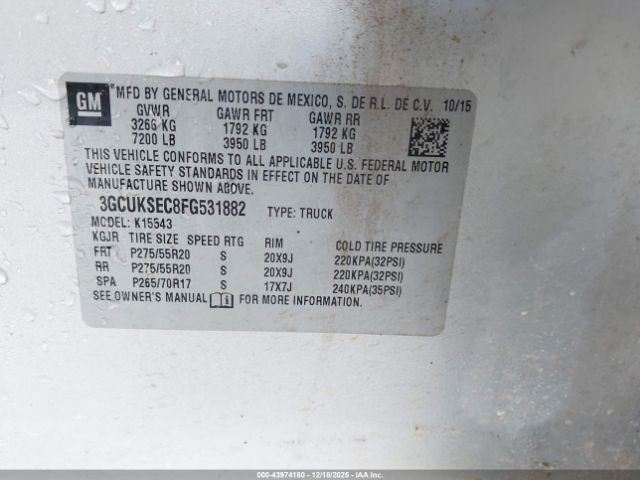 GM
*MFD BY GENERAL MOTORS DE MEXICO, S. DE R.L. DE C.V. 10/15
GVWR GAWR FRT GAWR RR
3266 KG 1792 KG 1792 KG
7200 LB 3950 LB 3950 LB
THIS VEHICLE CONFORMS TO ALL APPLICABLE U.S. FEDERAL MOTOR
VEHICLE SAFETY STANDARDS IN EFFECT ON THE DATE OF
MANUFACTURE SHOWN ABOVE.
3GCUKSEC8FG531882 TYPE: TRUCK
MODEL: K15543
KGJR TIRE SIZE SPEED RTG RIM COLD TIRE PRESSURE
FRT P275/55R20 S 20X9J 220KPA(32PSI)
RR P275/55R20 S 20X9J 220KPA(32PSI)
SPA P265/70R17 S 17X7J 240KPA(35PSI)
SEE OWNER'S MANUAL FOR MORE INFORMATION.
000-43974160 - 12/18/2025 - COPART